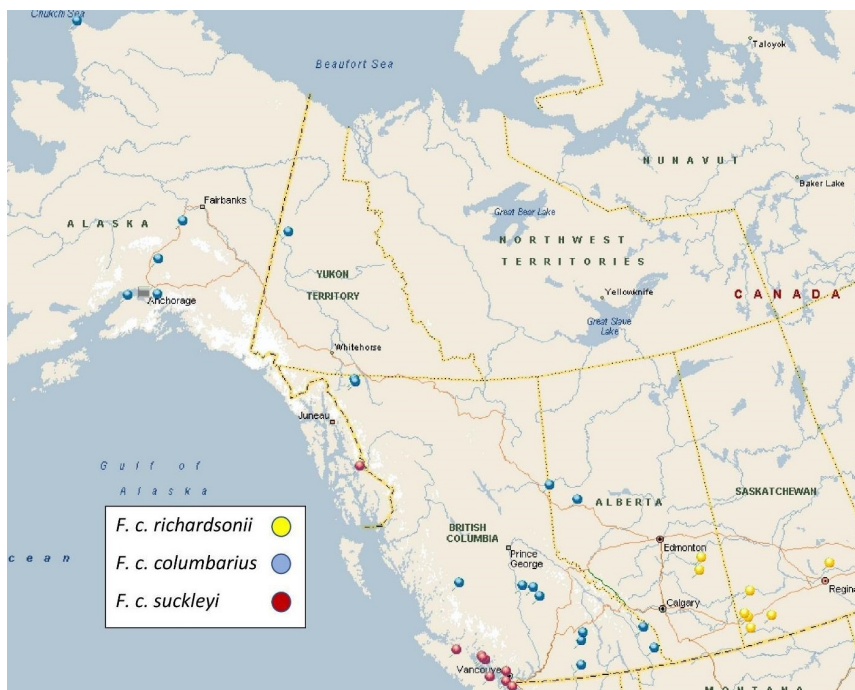 Chukchi Sea
Beaufort Sea
Taloyok
NUNAVUT
Baker Lake
Fairbanks
ALASKA
Great Bear Lake
NORTHWEST
TERRITORIES
YUKON
TERRITORY
Anchorage
Yellowknife
CANADA
Great Slave
Lake
Whitehorse
Juneau
Gulf of
Alaska
ALBERTA
SASKATCHEWAN
BRITISH
COLUMBIA
Prince
George
Edmonton
F. c. richardsonii
F. c. columbarius
F. c. suckleyi
cean
Calgary
Regina
Vancouve
MONTANA